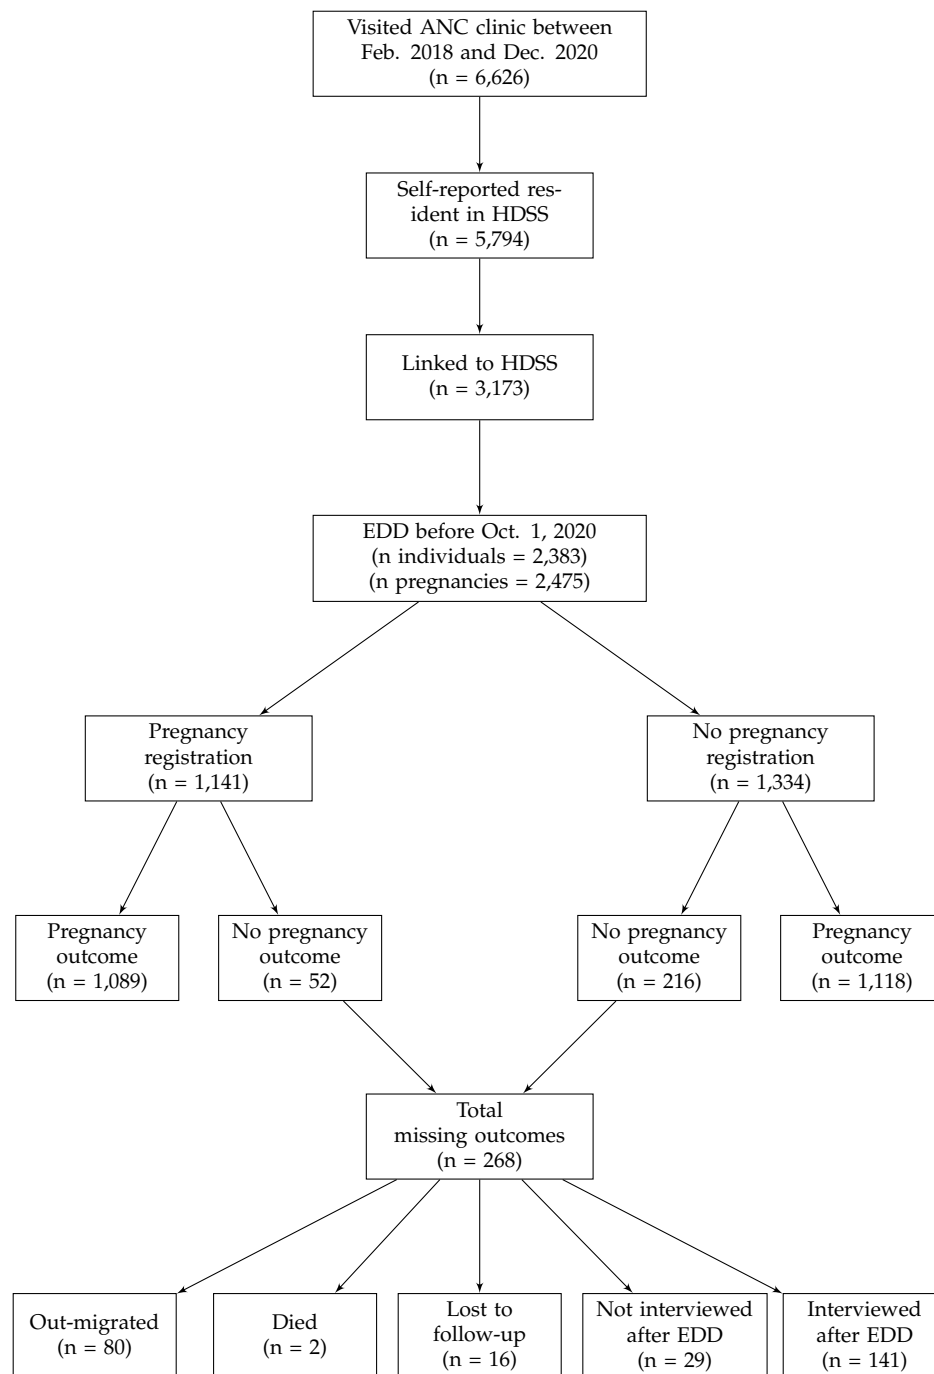 Visited ANC clinic between
Feb. 2018 and Dec. 2020
(n = 6,626)
Self-reported res-
ident in HDSS
(n = 5,794)
Linked to HDSS
(n = 3,173)
EDD before Oct. 1, 2020
(n individuals = 2,383)
(n pregnancies = 2,475)
Pregnancy
registration
(n = 1,141)
No pregnancy
registration
(n = 1,334)
Pregnancy
outcome
(n = 1,089)
No pregnancy
outcome
(n = 52)
No pregnancy
outcome
(n = 216)
Pregnancy
outcome
(n = 1,118)
Total
missing outcomes
(n = 268)
Out-migrated
(n = 80)
Died
(n = 2)
Lost to
follow-up
(n = 16)
Not interviewed
after EDD
(n = 29)
Interviewed
after EDD
(n = 141)